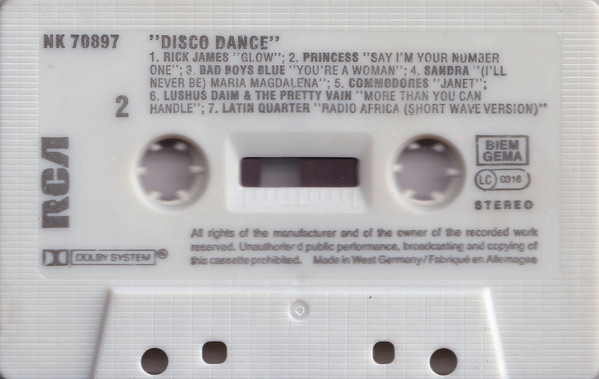 NK 70897
"DISCO DANCE"
1. RICK JAMES "GLOW"; 2. PRINCESS "SAY I'M YOUR NUMBER
ONE"; 3. BAD BOYS BLUE "YOU'RE A WOMAN"; 4. SANDRA "(I'LL
NEVER BE) MARIA MAGDALENA"; 5. COMMODORES "JANET";
6. LUSHUS DAIM & THE PRETTY VAIN "MORE THAN YOU CAN
HANDLE"; 7. LATIN QUARTER "RADIO AFRICA (SHORT WAVE VERSION)"
2
RCA
BIEM
GEMA
LC 0316
STEREO
DOLBY SYSTEM®
All rights of the manufacturer and of the owner of the recorded work
reserved. Unauthorised public performance, broadcasting and copying of
this cassette prohibited. Made in West Germany/Fabriqué en Allemagne